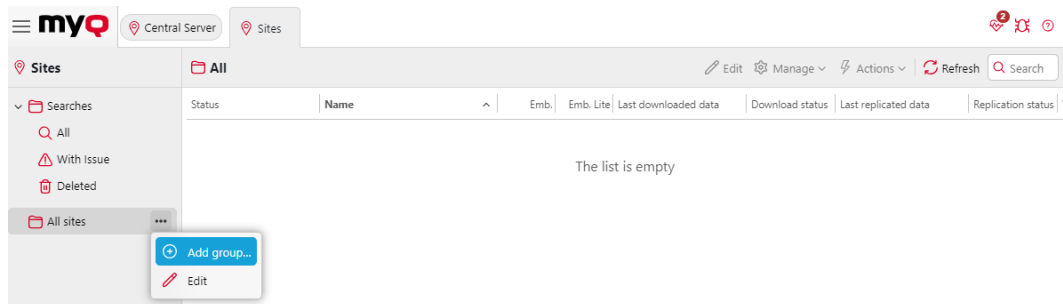 myQ Central Server Sites 2
Sites All Edit Manage Actions Refresh Search
Searches Status Name Emb. Emb. Lite Last downloaded data Download status Last replicated data Replication status
All
With Issue The list is empty
Deleted
All sites
Add group...
Edit